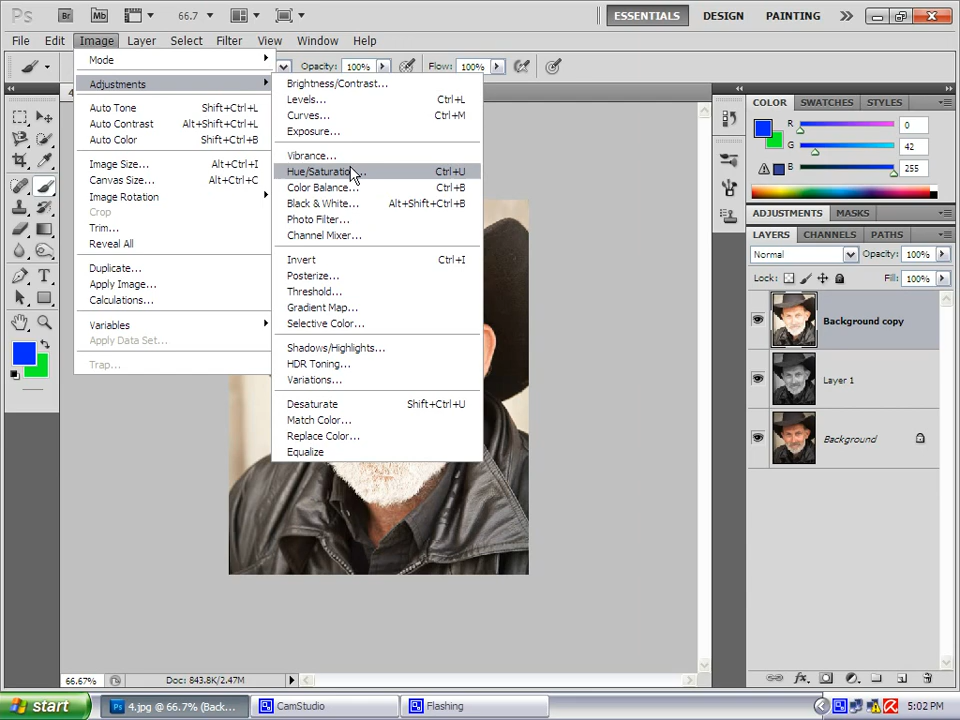 Ps Br Mb 66.7 ESSENTIALS DESIGN PAINTING
File Edit Image Layer Select Filter View Window Help
Opacity: 100% Flow: 100%
Mode
Adjustments
Auto Tone Shift+Ctrl+L
Auto Contrast Alt+Shift+Ctrl+L
Auto Color Shift+Ctrl+B
Image Size... Alt+Ctrl+I
Canvas Size... Alt+Ctrl+C
Image Rotation
Crop
Trim...
Reveal All
Duplicate...
Apply Image...
Calculations...
Variables
Apply Data Set...
Trap...
Brightness/Contrast...
Levels... Ctrl+L
Curves... Ctrl+M
Exposure...
Vibrance...
Hue/Saturation... Ctrl+U
Color Balance... Ctrl+B
Black & White... Alt+Shift+Ctrl+B
Photo Filter...
Channel Mixer...
Invert Ctrl+I
Posterize...
Threshold...
Gradient Map...
Selective Color...
Shadows/Highlights...
HDR Toning...
Variations...
Desaturate Shift+Ctrl+U
Match Color...
Replace Color...
Equalize
COLOR SWATCHES STYLES
R 0
G 42
B 255
ADJUSTMENTS MASKS
LAYERS CHANNELS PATHS
Normal Opacity: 100%
Lock: Fill: 100%
Background copy
Layer 1
Background
66.67% Doc: 843.8K/2.47M
start Ps 4.jpg @ 66.7% (Back... CamStudio Flashing 5:02 PM